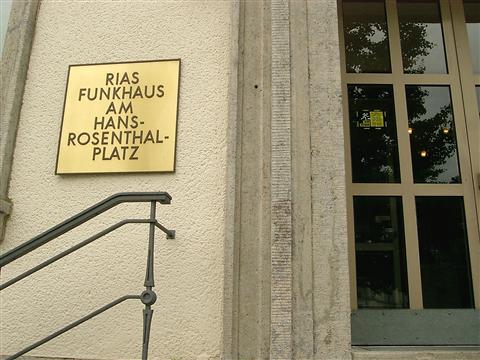 RIAS
FUNKHAUS
AM
HANS-
ROSENTHAL-
PLATZ